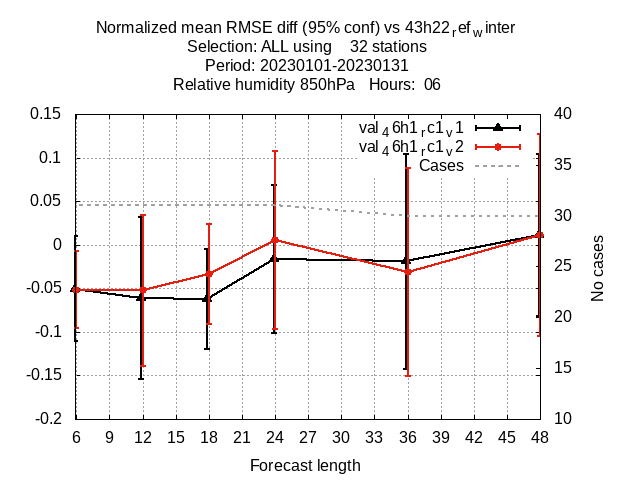 Normalized mean RMSE diff (95% conf) vs 43h22refwinter
Selection: ALL using 32 stations
Period: 20230101-20230131
Relative humidity 850hPa Hours: 06
val46h1rc1v1
val46h1rc1v2
Cases
0.15
0.1
0.05
0
-0.05
-0.1
-0.15
-0.2
40
35
30
25
20
15
10
No cases
6 9 12 15 18 21 24 27 30 33 36 39 42 45 48
Forecast length